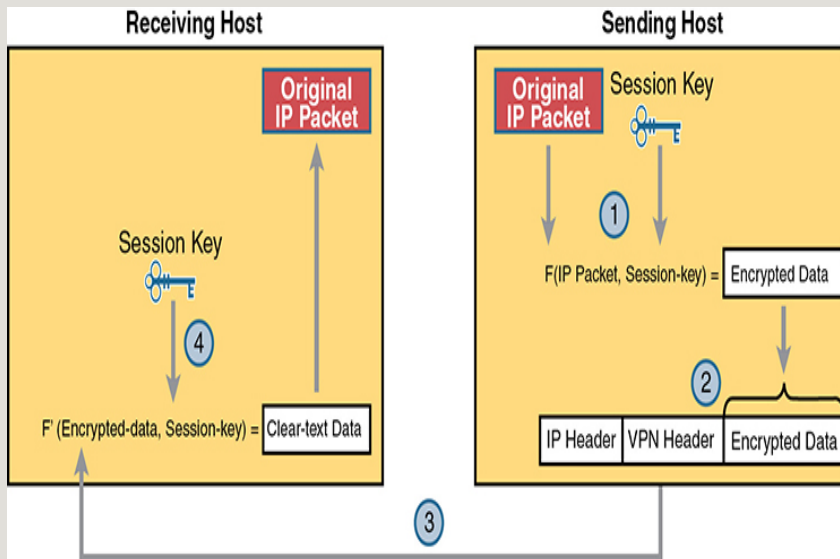 Receiving Host
Original
IP Packet
Session Key
4
F' (Encrypted-data, Session-key) = Clear-text Data
Sending Host
Original
IP Packet
Session Key
1
F(IP Packet, Session-key) = Encrypted Data
2
IP Header VPN Header Encrypted Data
3